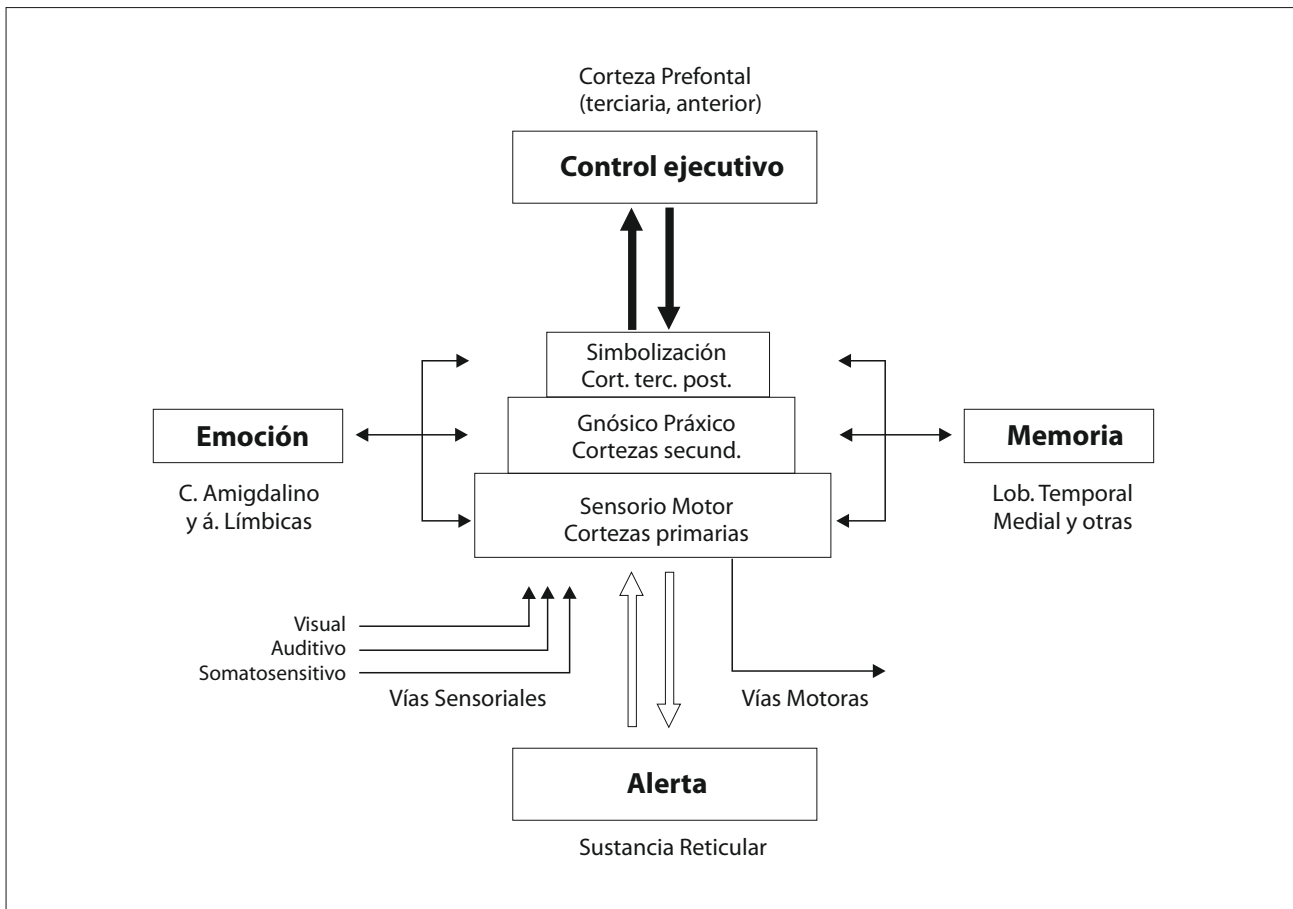 Corteza Prefontal
(terciaria, anterior)
Control ejecutivo
Simbolización
Cort. terc. post.
Gnósico Práxico
Cortezas secund.
Emoción
Memoria
C. Amigdalino
y á. Límbicas
Sensorio Motor
Cortezas primarias
Lob. Temporal
Medial y otras
Visual
Auditivo
Somatosensitivo
Vías Sensoriales
Vías Motoras
Alerta
Sustancia Reticular